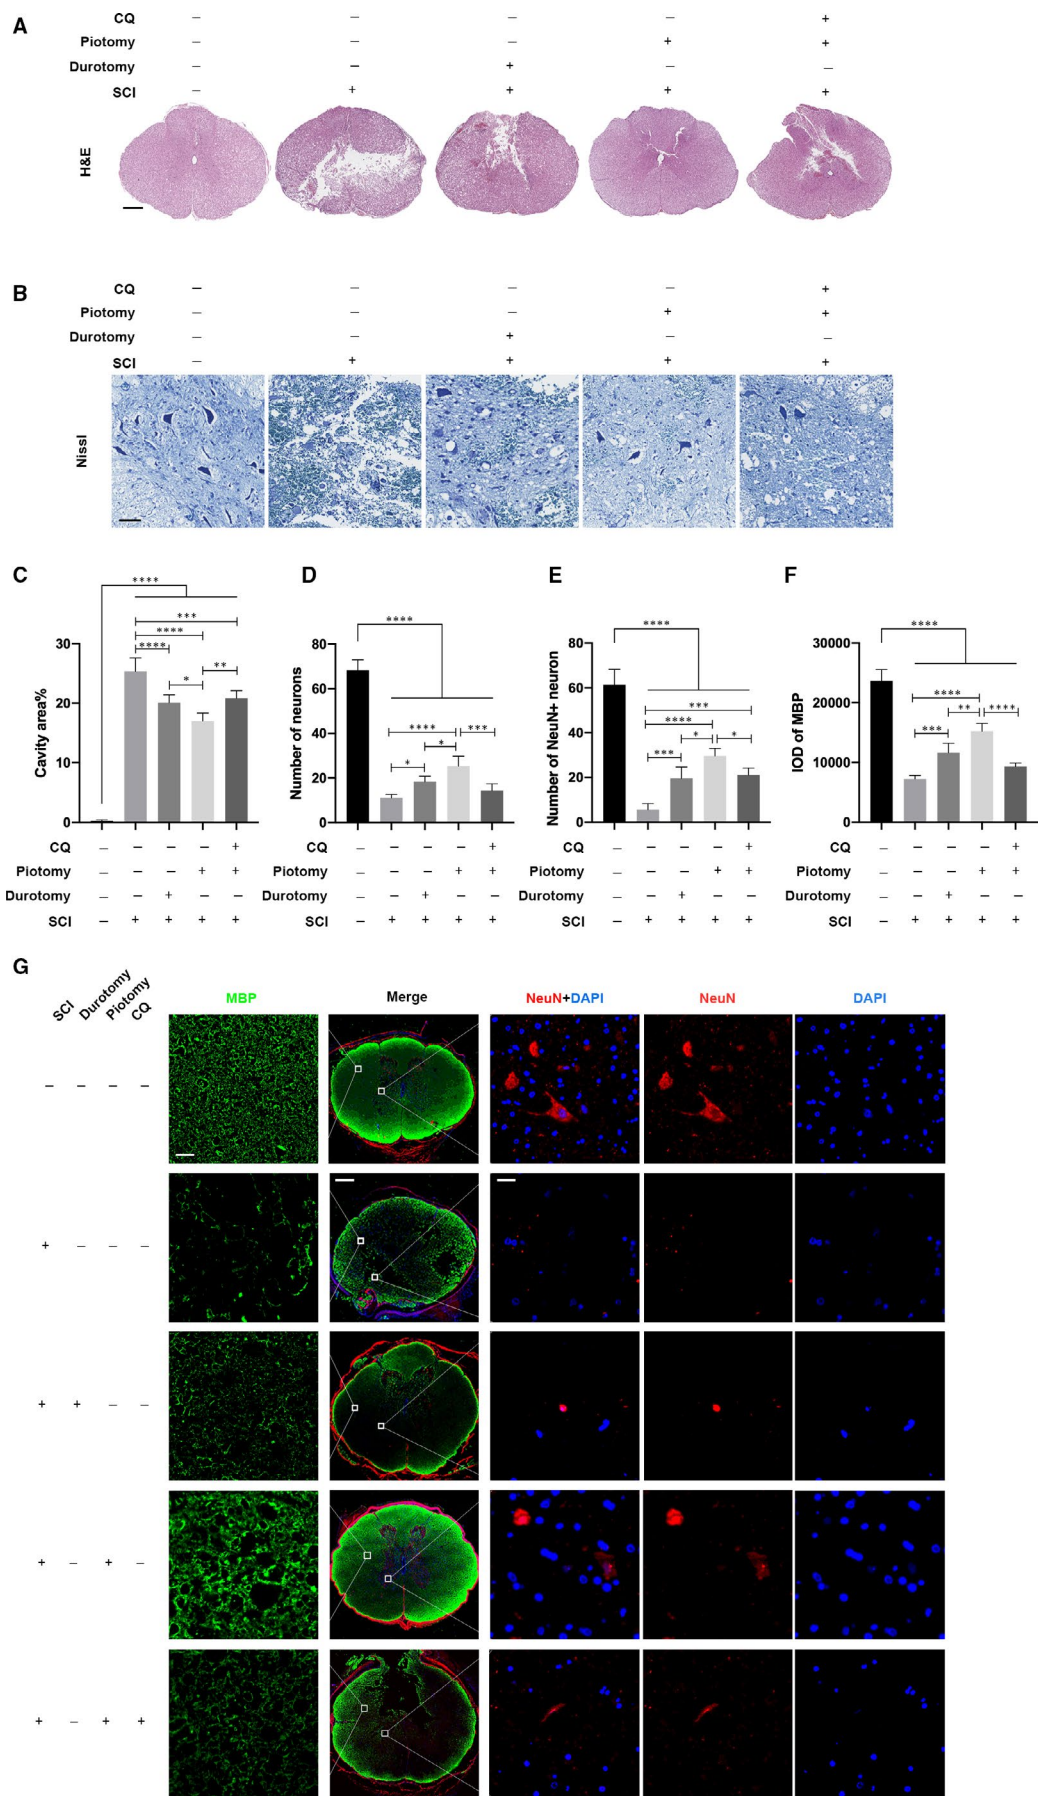 A
CQ – – – – +
Piotomy – – – + +
Durotomy – – + – –
SCI – + + + +
H&E
B
CQ – – – – +
Piotomy – – – + +
Durotomy – – + – –
SCI – + + + +
Nissl
C
****
***
****
****
**
*
30
20
10
0
Cavity area%
CQ – – – – +
Piotomy – – – + +
Durotomy – – + – –
SCI – + + + +
D
****
****
***
*
*
80
60
40
20
0
Number of neurons
CQ – – – – +
Piotomy – – – + +
Durotomy – – + – –
SCI – + + + +
E
****
***
****
*
*
***
80
60
40
20
0
Number of NeuN+ neuron
CQ – – – – +
Piotomy – – – + +
Durotomy – – + – –
SCI – + + + +
F
****
****
**
****
***
30000
20000
10000
0
IOD of MBP
CQ – – – – +
Piotomy – – – + +
Durotomy – – + – –
SCI – + + + +
G
SCI
Durotomy
Piotomy
CQ
MBP
Merge
NeuN+DAPI
NeuN
DAPI
– – – –
+ – – –
+ + – –
+ – + –
+ – + +